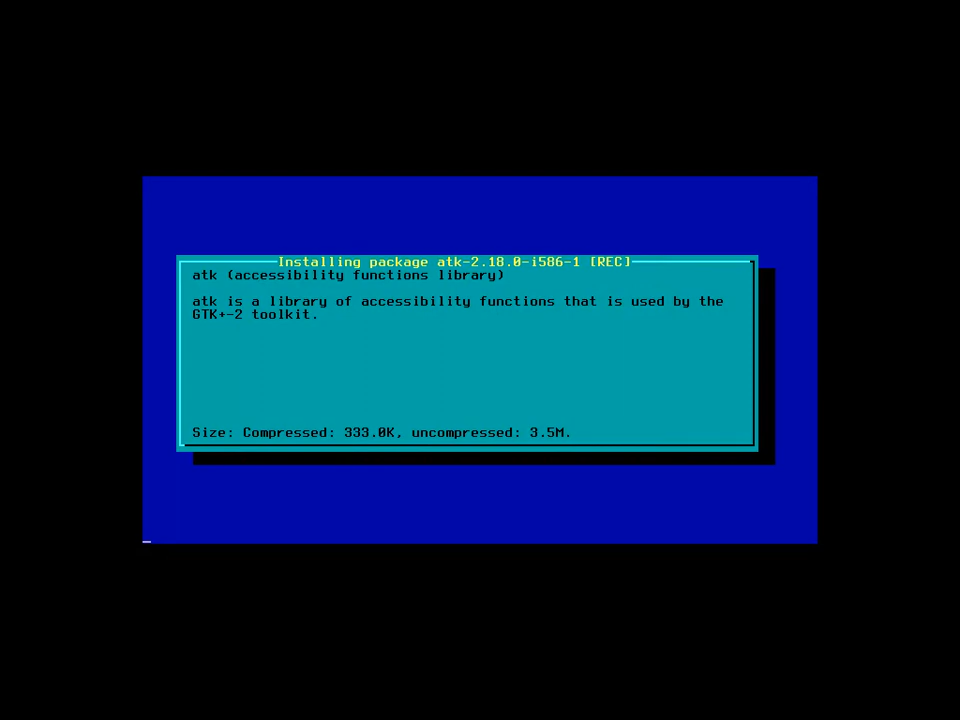 Installing package atk-2.18.0-i586-1 [REC]
atk (accessibility functions library)
atk is a library of accessibility functions that is used by the
GTK+-2 toolkit.
Size: Compressed: 333.0K, uncompressed: 3.5M.